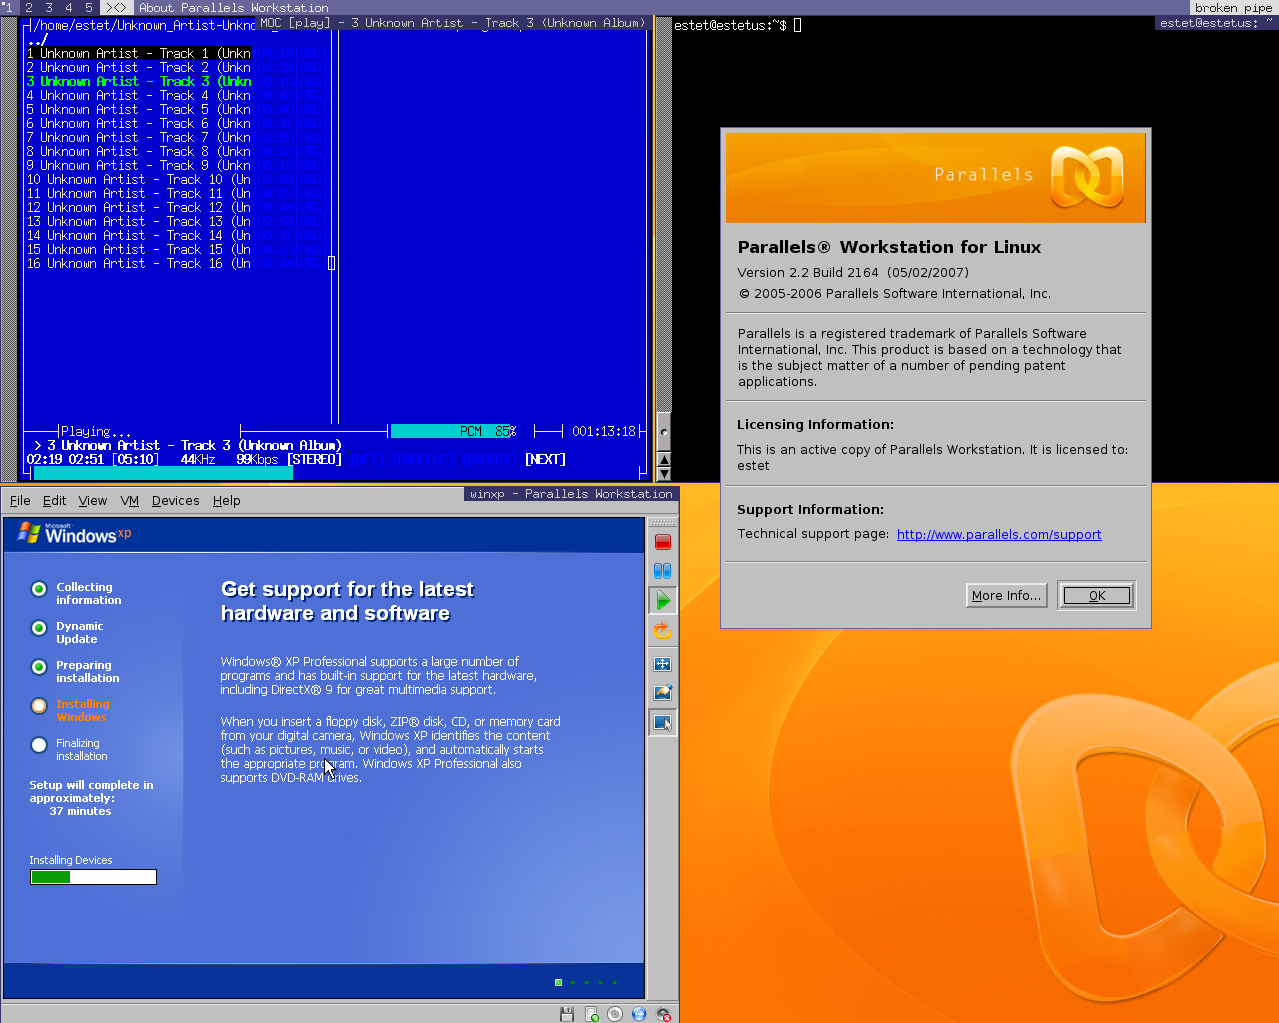 1 2 3 4 5 ><> About Parallels Workstation
broken pipe
/home/estet/Unknown_Artist-Unkn
MOC [play] - 3 Unknown Artist - Track 3 (Unknown Album)
../
1 Unknown Artist - Track 1 (Unkn
2 Unknown Artist - Track 2 (Unkn
3 Unknown Artist - Track 3 (Unkn
4 Unknown Artist - Track 4 (Unkn
5 Unknown Artist - Track 5 (Unkn
6 Unknown Artist - Track 6 (Unkn
7 Unknown Artist - Track 7 (Unkn
8 Unknown Artist - Track 8 (Unkn
9 Unknown Artist - Track 9 (Unkn
10 Unknown Artist - Track 10 (Un
11 Unknown Artist - Track 11 (Un
12 Unknown Artist - Track 12 (Un
13 Unknown Artist - Track 13 (Un
14 Unknown Artist - Track 14 (Un
15 Unknown Artist - Track 15 (Un
16 Unknown Artist - Track 16 (Un
Playing...
PCM 85%
001:13:18
> 3 Unknown Artist - Track 3 (Unknown Album)
02:19 02:51 [05:10] 44KHz 99Kbps [STEREO] [NEXT]
estet@estetus:~$
estet@estetus: ~
Parallels
Parallels® Workstation for Linux
Version 2.2 Build 2164 (05/02/2007)
© 2005-2006 Parallels Software International, Inc.
Parallels is a registered trademark of Parallels Software
International, Inc. This product is based on a technology that
is the subject matter of a number of pending patent
applications.
Licensing Information:
This is an active copy of Parallels Workstation. It is licensed to:
estet
Support Information:
Technical support page: http://www.parallels.com/support
More Info...
OK
winxp - Parallels Workstation
File Edit View VM Devices Help
Microsoft
Windows xp
Collecting
information
Dynamic
Update
Preparing
installation
Installing
Windows
Finalizing
installation
Setup will complete in
approximately:
37 minutes
Installing Devices
Get support for the latest
hardware and software
Windows® XP Professional supports a large number of
programs and has built-in support for the latest hardware,
including DirectX® 9 for great multimedia support.
When you insert a floppy disk, ZIP® disk, CD, or memory card
from your digital camera, Windows XP identifies the content
(such as pictures, music, or video), and automatically starts
the appropriate program. Windows XP Professional also
supports DVD-RAM drives.